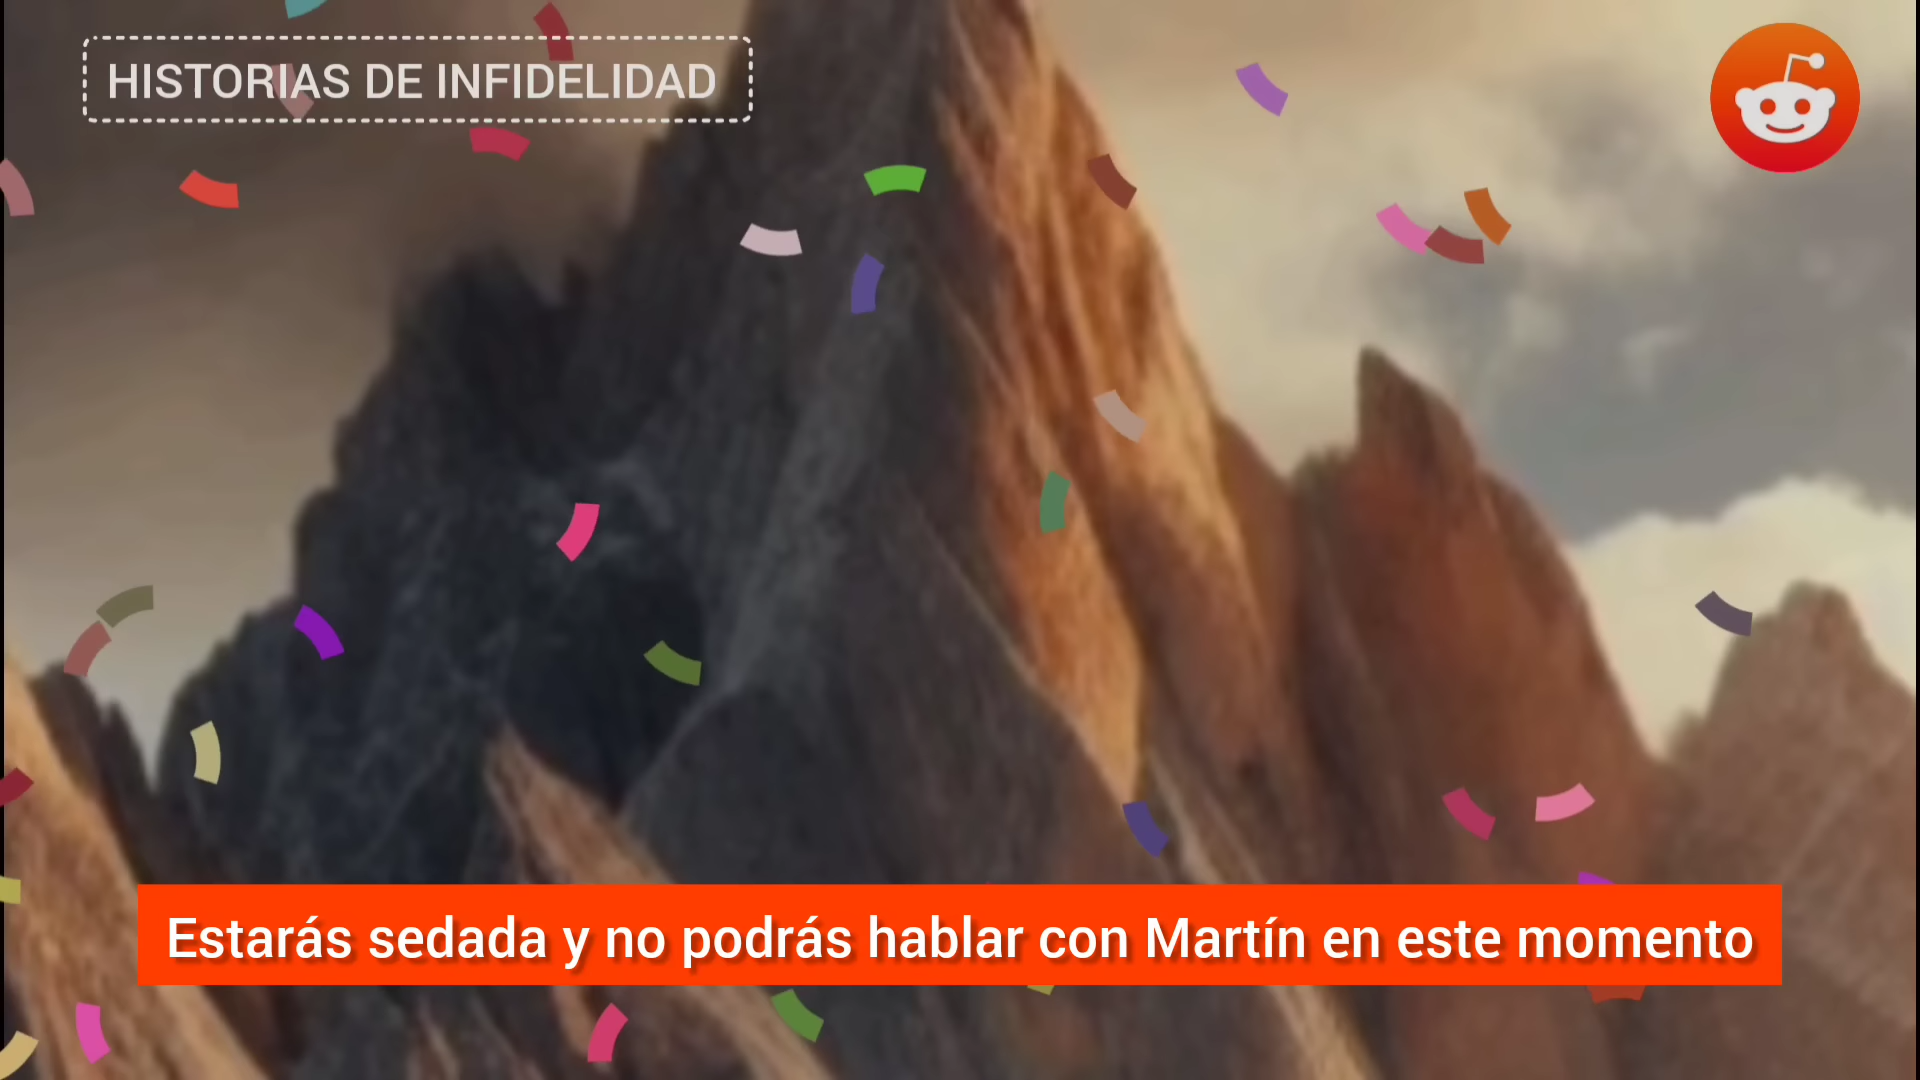 HISTORIAS DE INFIDELIDAD
Estarás sedada y no podrás hablar con Martín en este momento